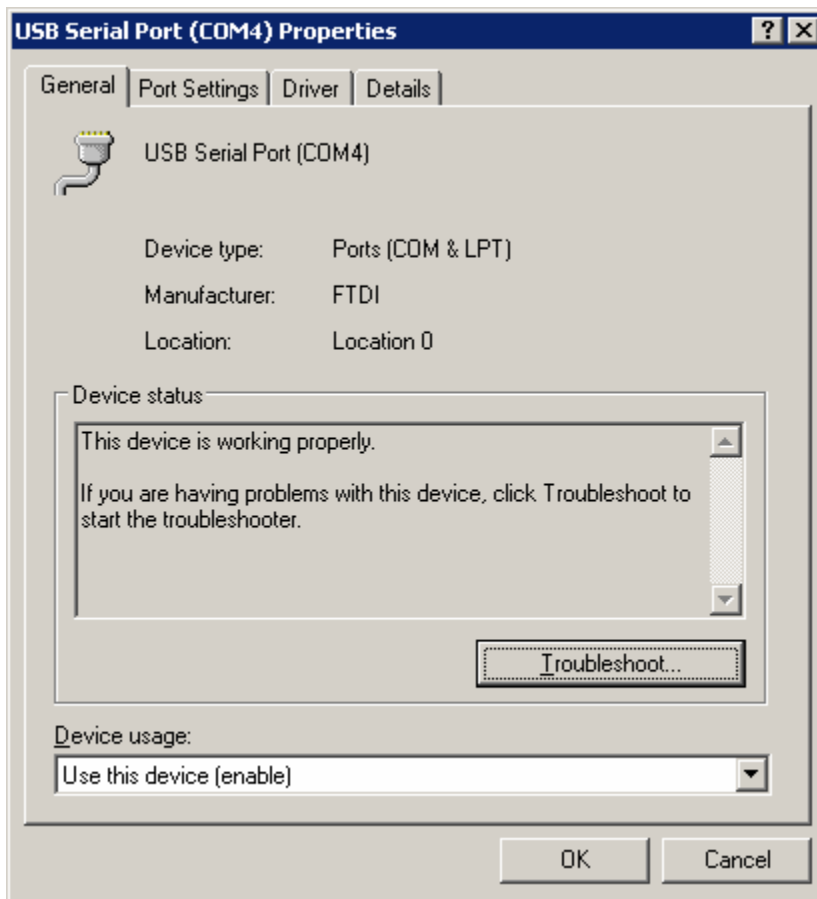 USB Serial Port (COM4) Properties
General Port Settings Driver Details
USB Serial Port (COM4)
Device type: Ports (COM & LPT)
Manufacturer: FTDI
Location: Location 0
Device status
This device is working properly.
If you are having problems with this device, click Troubleshoot to
start the troubleshooter.
Troubleshoot...
Device usage:
Use this device (enable)
OK Cancel